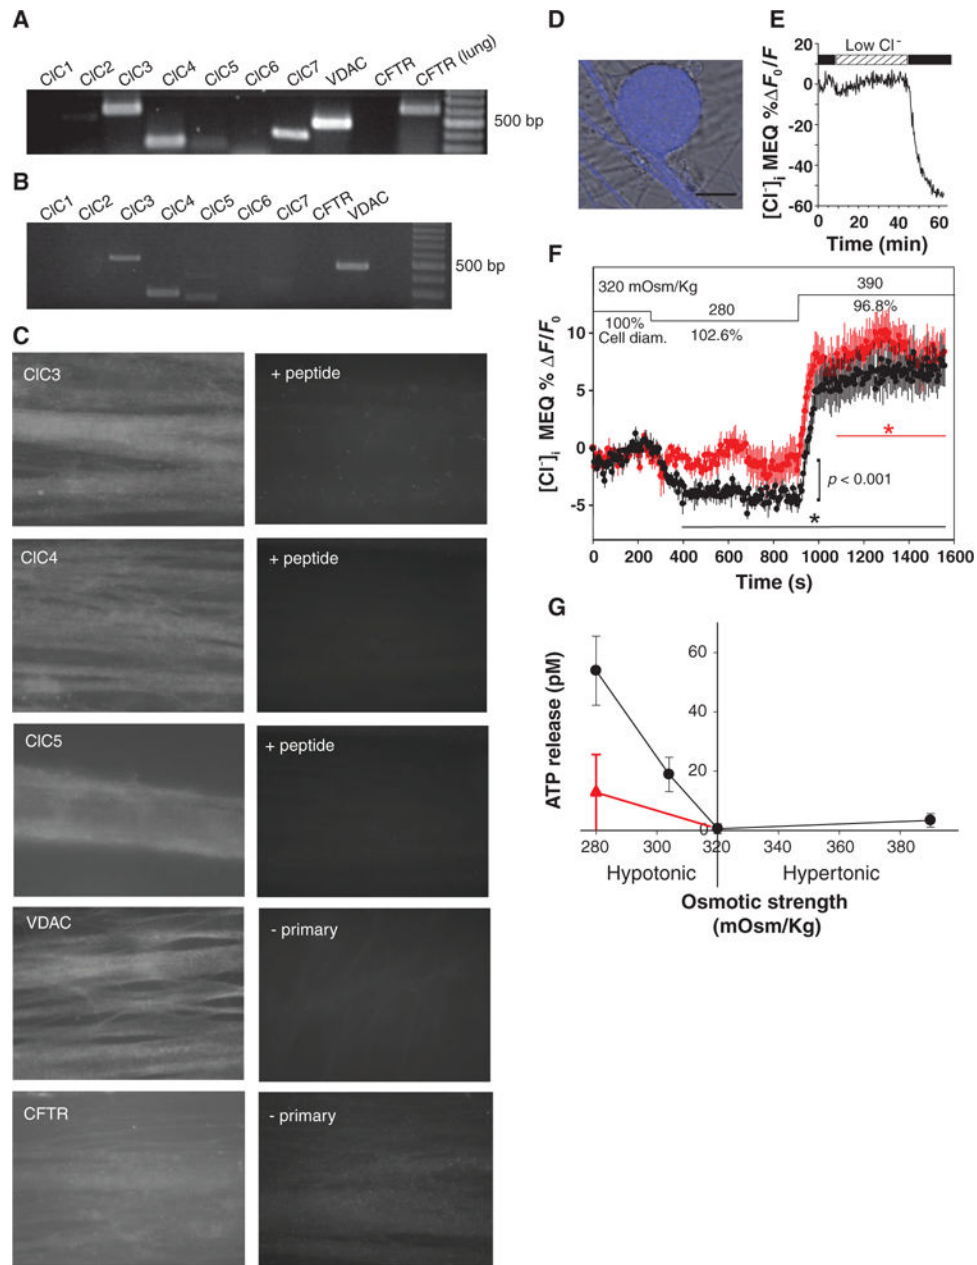 A
ClC1 ClC2 ClC3 ClC4 ClC5 ClC6 ClC7 VDAC CFTR CFTR (lung)
500 bp
B
ClC1 ClC2 ClC3 ClC4 ClC5 ClC6 ClC7 CFTR VDAC
500 bp
C
ClC3
+ peptide
ClC4
+ peptide
ClC5
+ peptide
VDAC
- primary
CFTR
- primary
D
E
Low Cl⁻
20
0
-20
-40
-60
[Cl⁻]i MEQ %ΔF0/F
0 20 40 60
Time (min)
F
320 mOsm/Kg
390
280
96.8%
100%
Cell diam.
102.6%
10
5
0
-5
[Cl⁻]i MEQ % ΔF/F0
*
p < 0.001
*
0 200 400 600 800 1000 1200 1400 1600
Time (s)
G
60
40
20
0
ATP release (pM)
280 300 320 340 360 380
Hypotonic Hypertonic
Osmotic strength
(mOsm/Kg)